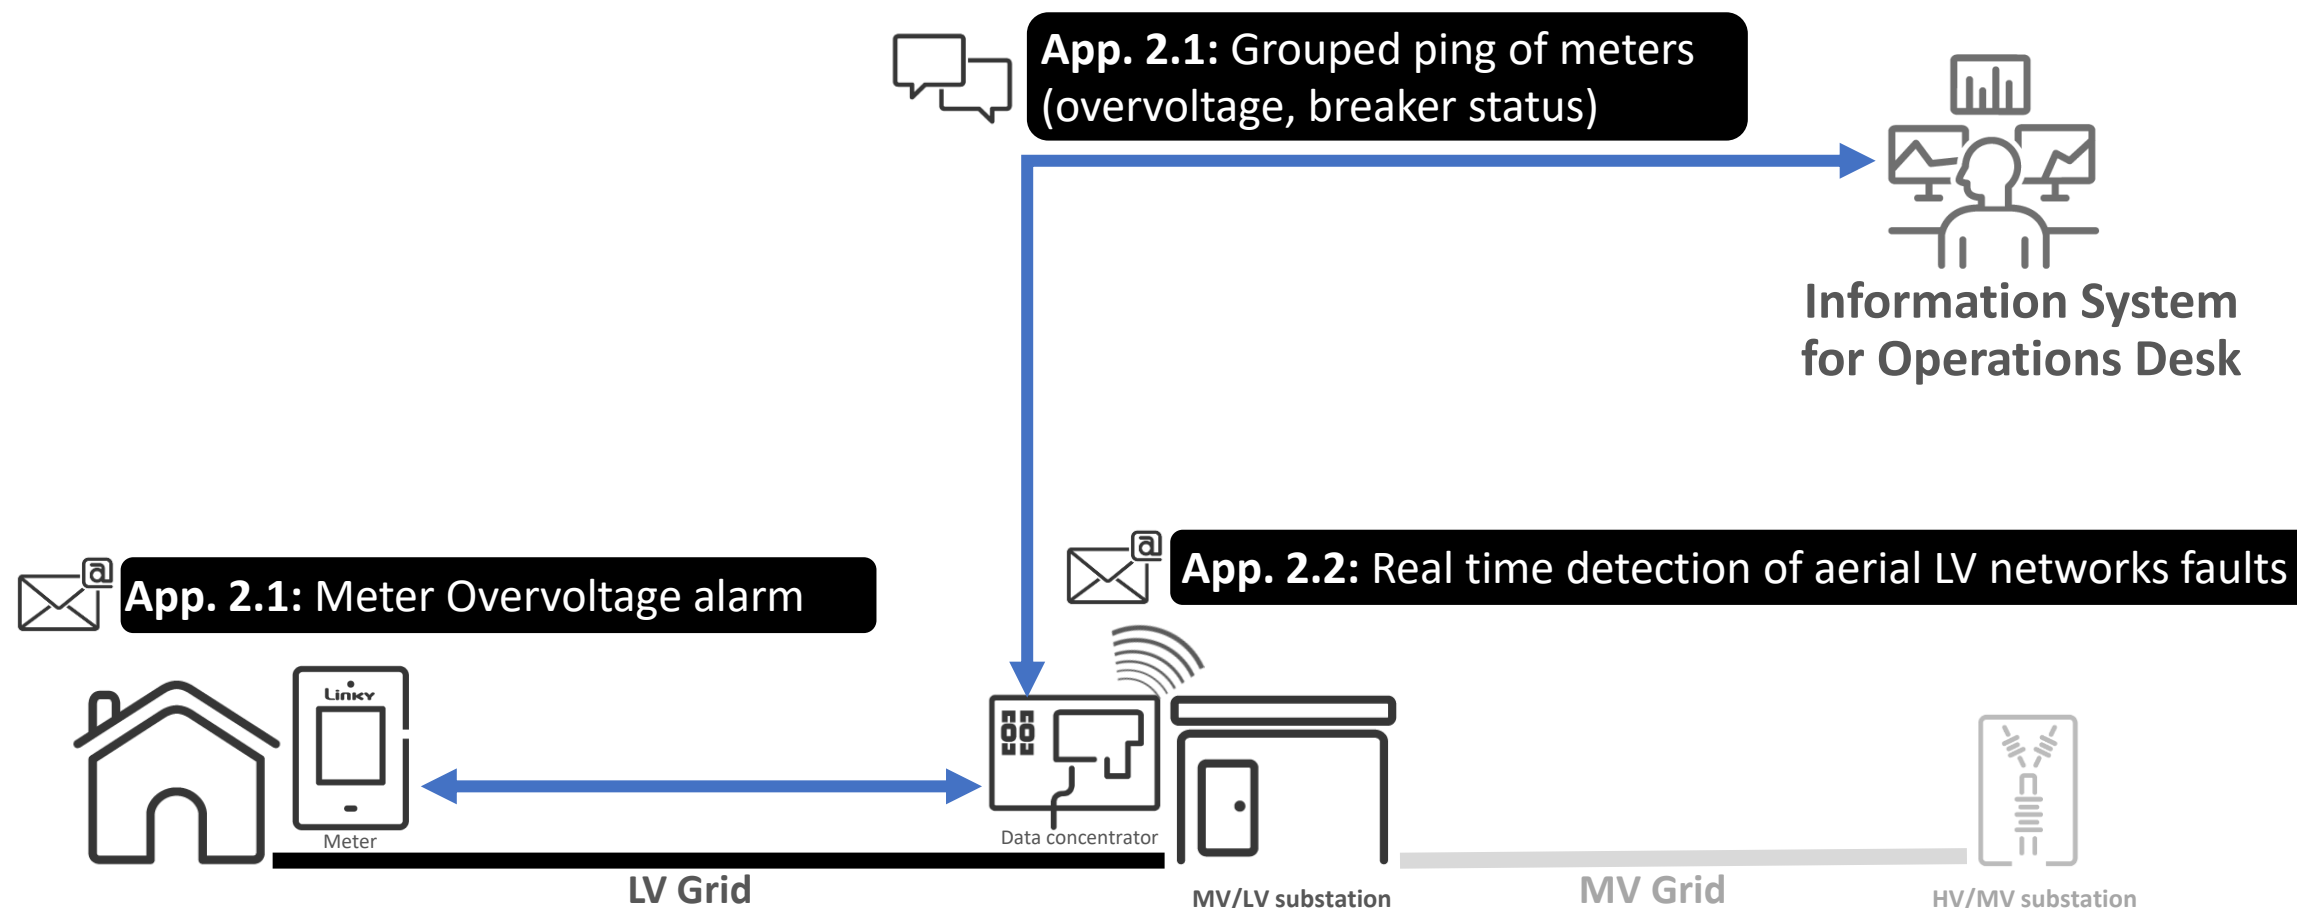 App. 2.1: Grouped ping of meters
(overvoltage, breaker status)
Information System
for Operations Desk
@
App. 2.1: Meter Overvoltage alarm
@
App. 2.2: Real time detection of aerial LV networks faults
Linky
Meter
Data concentrator
LV Grid
MV/LV substation
MV Grid
HV/MV substation